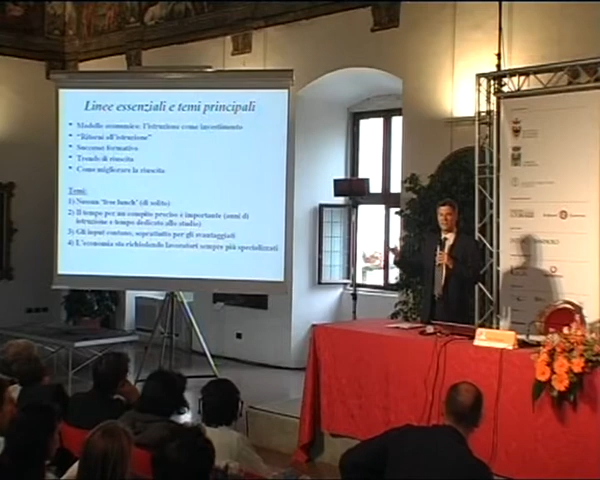 Linee essenziali e temi principali
• Modello economico: l'istruzione come investimento
• "Ritorni all'istruzione"
• Successo formativo
• Trends di riuscita
• Come migliorare la riuscita
Temi:
1) Nessun 'free lunch' (di solito)
2) Il tempo per un compito preciso è importante (anni di
istruzione e tempo dedicato allo studio)
3) Gli input contano, soprattutto per gli svantaggiati
4) L'economia sta richiedendo lavoratori sempre più specializzati